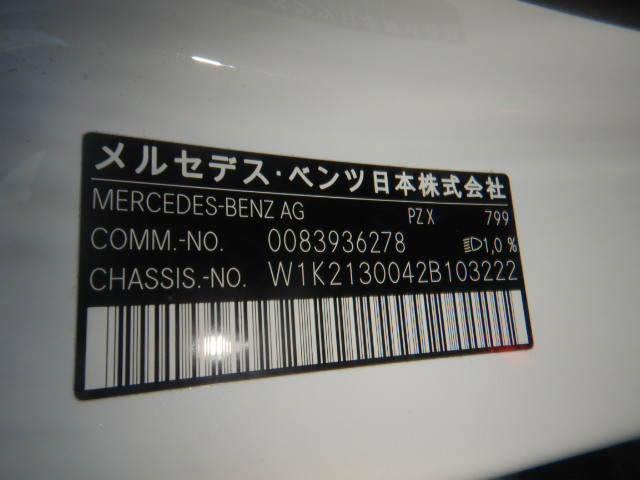 メルセデス・ベンツ日本株式会社
MERCEDES-BENZ AG PZ X 799
COMM.-NO. 0083936278 1,0 %
CHASSIS.-NO. W1K2130042B103222